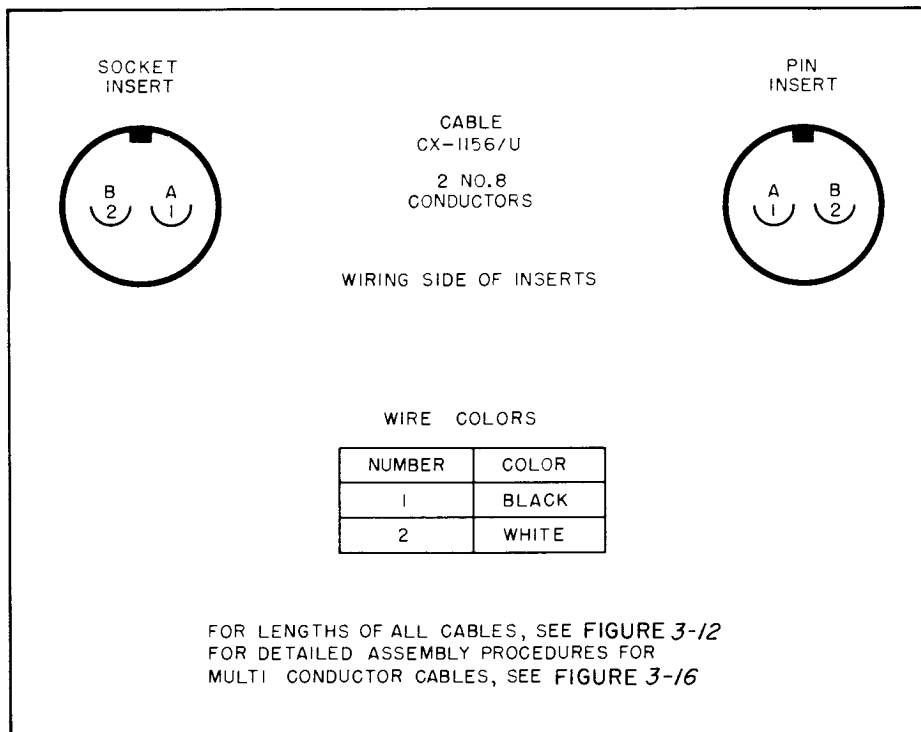 SOCKET
INSERT
B A
2 1
CABLE
CX-1156/U
2 NO.8
CONDUCTORS
WIRING SIDE OF INSERTS
PIN
INSERT
A B
1 2
WIRE COLORS
NUMBER COLOR
1 BLACK
2 WHITE
FOR LENGTHS OF ALL CABLES, SEE FIGURE 3-12
FOR DETAILED ASSEMBLY PROCEDURES FOR
MULTI CONDUCTOR CABLES, SEE FIGURE 3-16